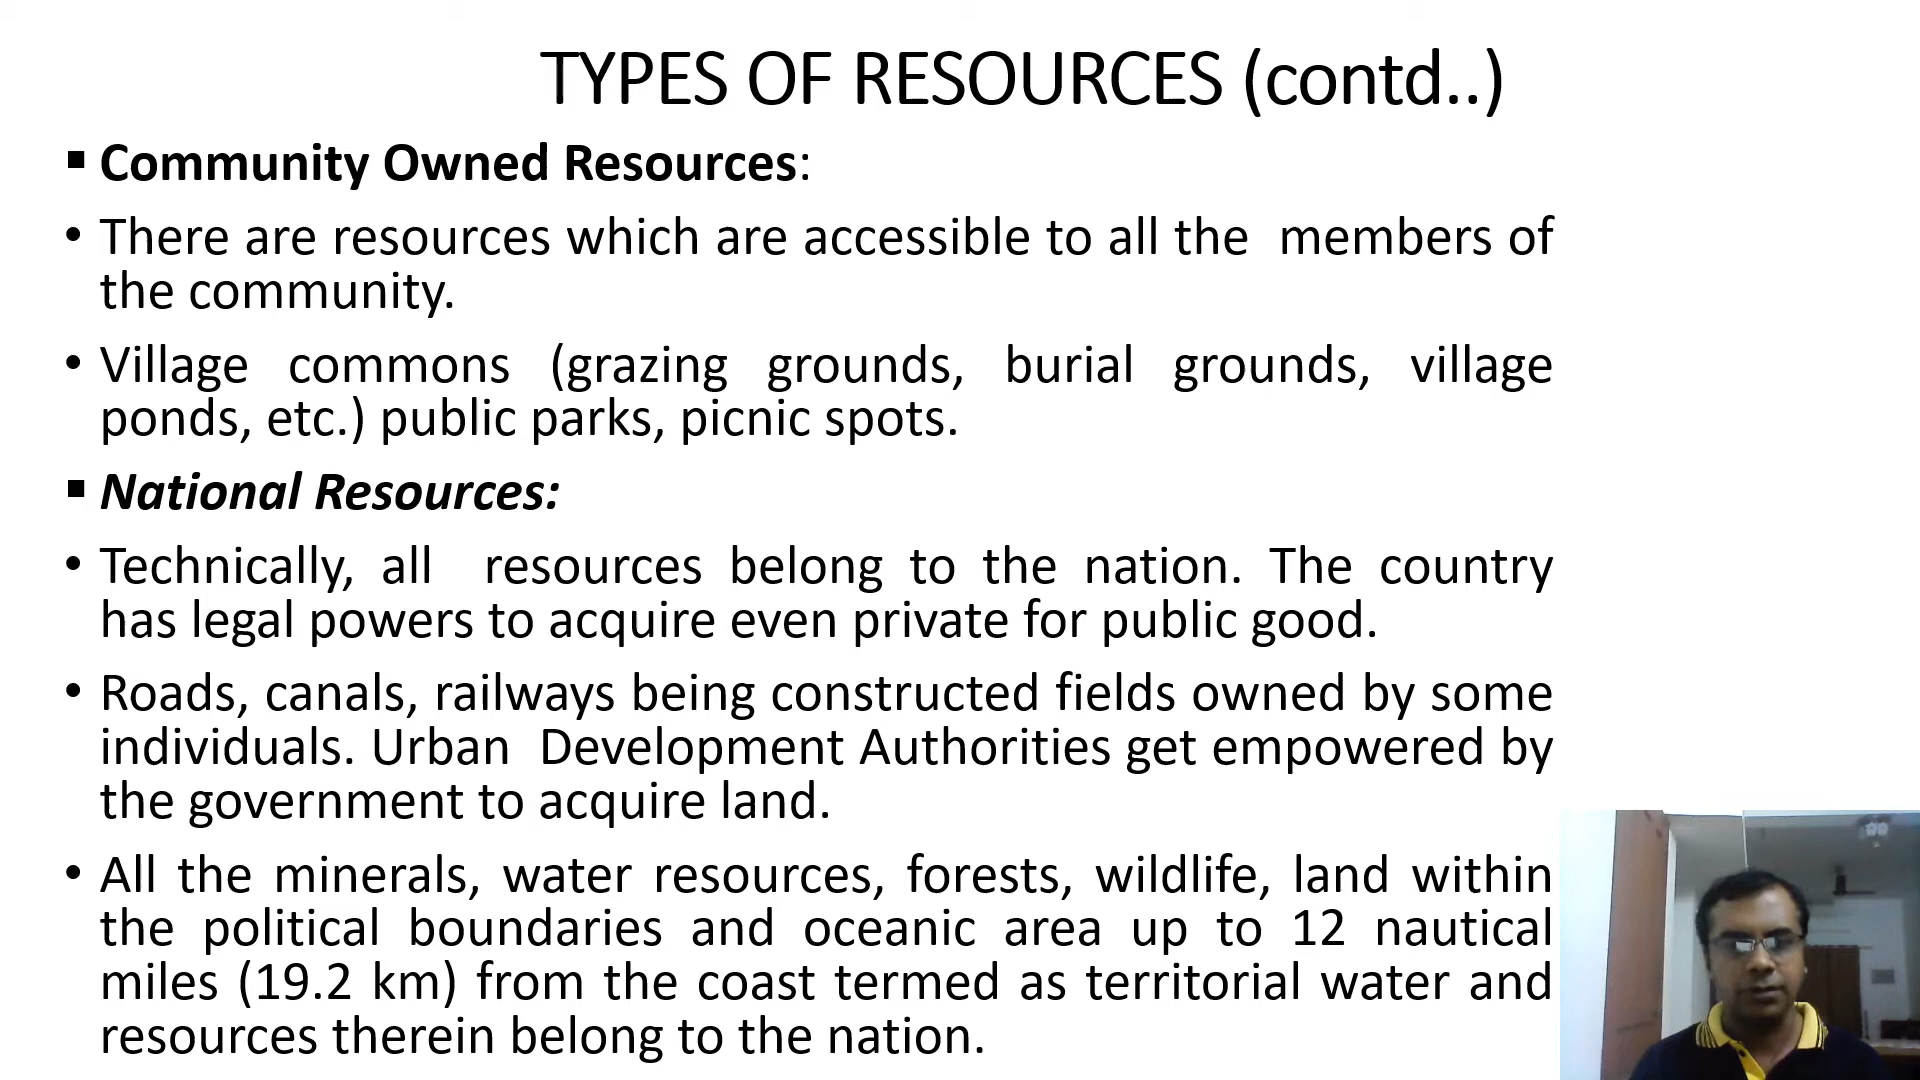 TYPES OF RESOURCES (contd..)
▪ Community Owned Resources:
• There are resources which are accessible to all the members of
the community.
• Village commons (grazing grounds, burial grounds, village
ponds, etc.) public parks, picnic spots.
▪ National Resources:
• Technically, all resources belong to the nation. The country
has legal powers to acquire even private for public good.
• Roads, canals, railways being constructed fields owned by some
individuals. Urban Development Authorities get empowered by
the government to acquire land.
• All the minerals, water resources, forests, wildlife, land within
the political boundaries and oceanic area up to 12 nautical
miles (19.2 km) from the coast termed as territorial water and
resources therein belong to the nation.